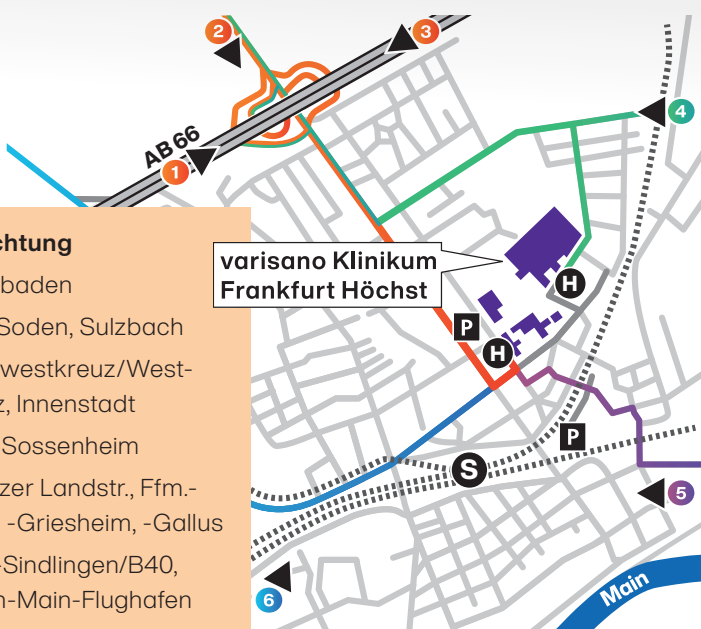 2
3
4
AB 66
1
chtung
baden
varisano Klinikum
Frankfurt Höchst
Soden, Sulzbach
H
P
westkreuz/West-
H
z, Innenstadt
Sossenheim
P
S
zer Landstr., Ffm.-
-Griesheim, -Gallus
5
-Sindlingen/B40,
n-Main-Flughafen
6
Main